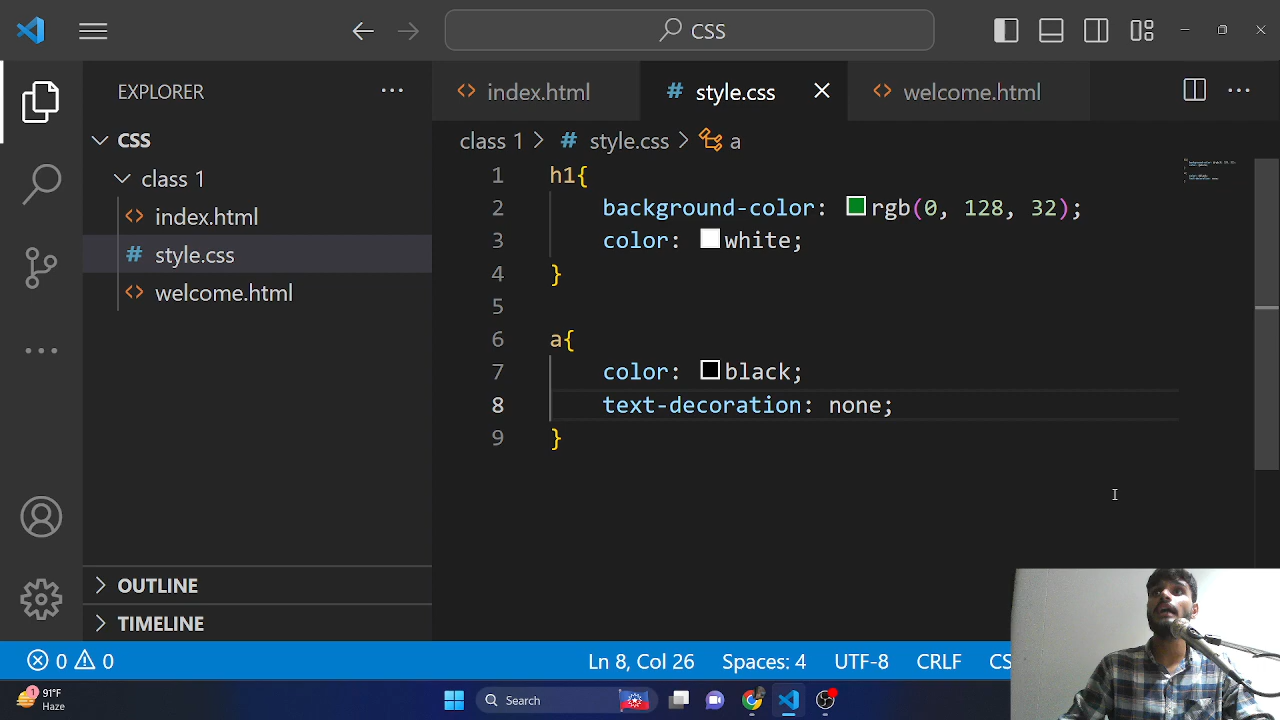 CSS
EXPLORER
index.html
style.css
welcome.html
CSS
class 1 > style.css > a
class 1
index.html
style.css
welcome.html
1 h1{
2 background-color: rgb(0, 128, 32);
3 color: white;
4 }
5
6 a{
7 color: black;
8 text-decoration: none;
9 }
OUTLINE
TIMELINE
0 0
Ln 8, Col 26
Spaces: 4
UTF-8
CRLF
CS
1
91°F
Haze
Search